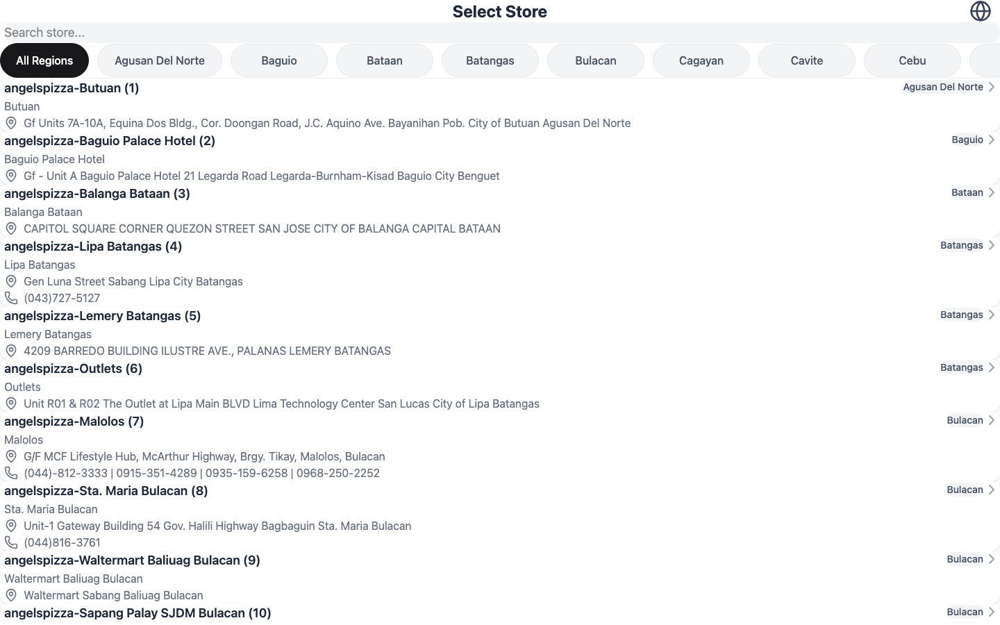 Select Store
Search store...
All Regions
Agusan Del Norte
Baguio
Bataan
Batangas
Bulacan
Cagayan
Cavite
Cebu
angelspizza-Butuan (1)
Agusan Del Norte
Butuan
Gf Units 7A-10A, Equina Dos Bldg., Cor. Doongan Road, J.C. Aquino Ave. Bayanihan Pob. City of Butuan Agusan Del Norte
angelspizza-Baguio Palace Hotel (2)
Baguio
Baguio Palace Hotel
Gf - Unit A Baguio Palace Hotel 21 Legarda Road Legarda-Burnham-Kisad Baguio City Benguet
angelspizza-Balanga Bataan (3)
Bataan
Balanga Bataan
CAPITOL SQUARE CORNER QUEZON STREET SAN JOSE CITY OF BALANGA CAPITAL BATAAN
angelspizza-Lipa Batangas (4)
Batangas
Lipa Batangas
Gen Luna Street Sabang Lipa City Batangas
(043)727-5127
angelspizza-Lemery Batangas (5)
Batangas
Lemery Batangas
4209 BARREDO BUILDING ILUSTRE AVE., PALANAS LEMERY BATANGAS
angelspizza-Outlets (6)
Batangas
Outlets
Unit R01 & R02 The Outlet at Lipa Main BLVD Lima Technology Center San Lucas City of Lipa Batangas
angelspizza-Malolos (7)
Bulacan
Malolos
G/F MCF Lifestyle Hub, McArthur Highway, Brgy. Tikay, Malolos, Bulacan
(044)-812-3333 | 0915-351-4289 | 0935-159-6258 | 0968-250-2252
angelspizza-Sta. Maria Bulacan (8)
Bulacan
Sta. Maria Bulacan
Unit-1 Gateway Building 54 Gov. Halili Highway Bagbaguin Sta. Maria Bulacan
(044)816-3761
angelspizza-Waltermart Baliuag Bulacan (9)
Bulacan
Waltermart Baliuag Bulacan
Waltermart Sabang Baliuag Bulacan
angelspizza-Sapang Palay SJDM Bulacan (10)
Bulacan